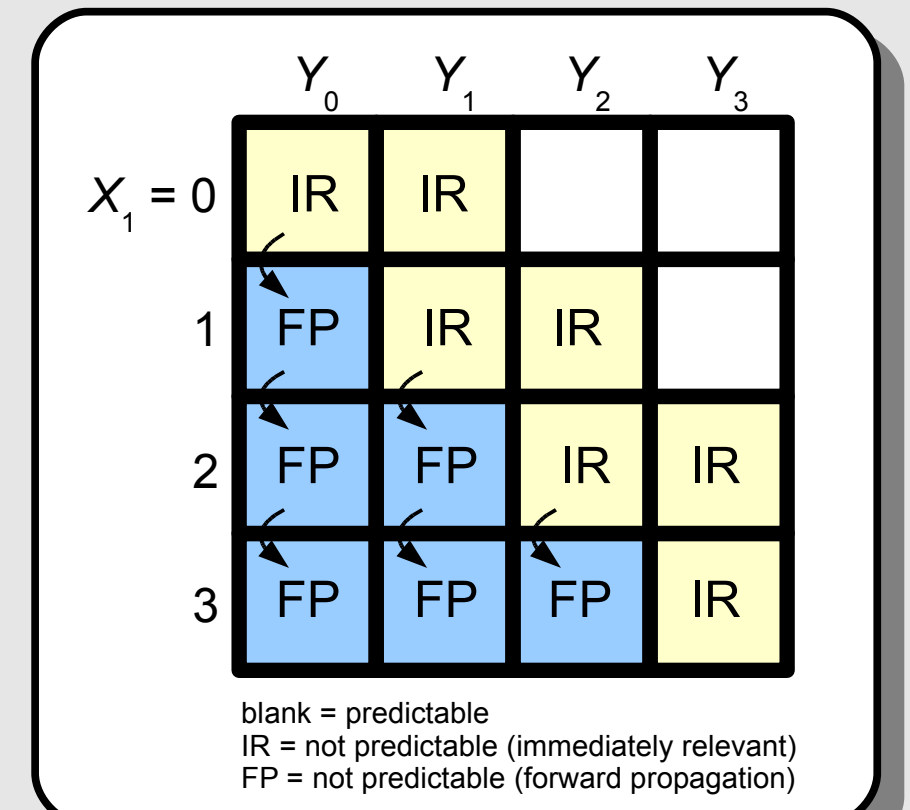 Y0 Y1 Y2 Y3
X1 = 0 IR IR
1 FP IR IR
2 FP FP IR IR
3 FP FP FP IR
blank = predictable
IR = not predictable (immediately relevant)
FP = not predictable (forward propagation)